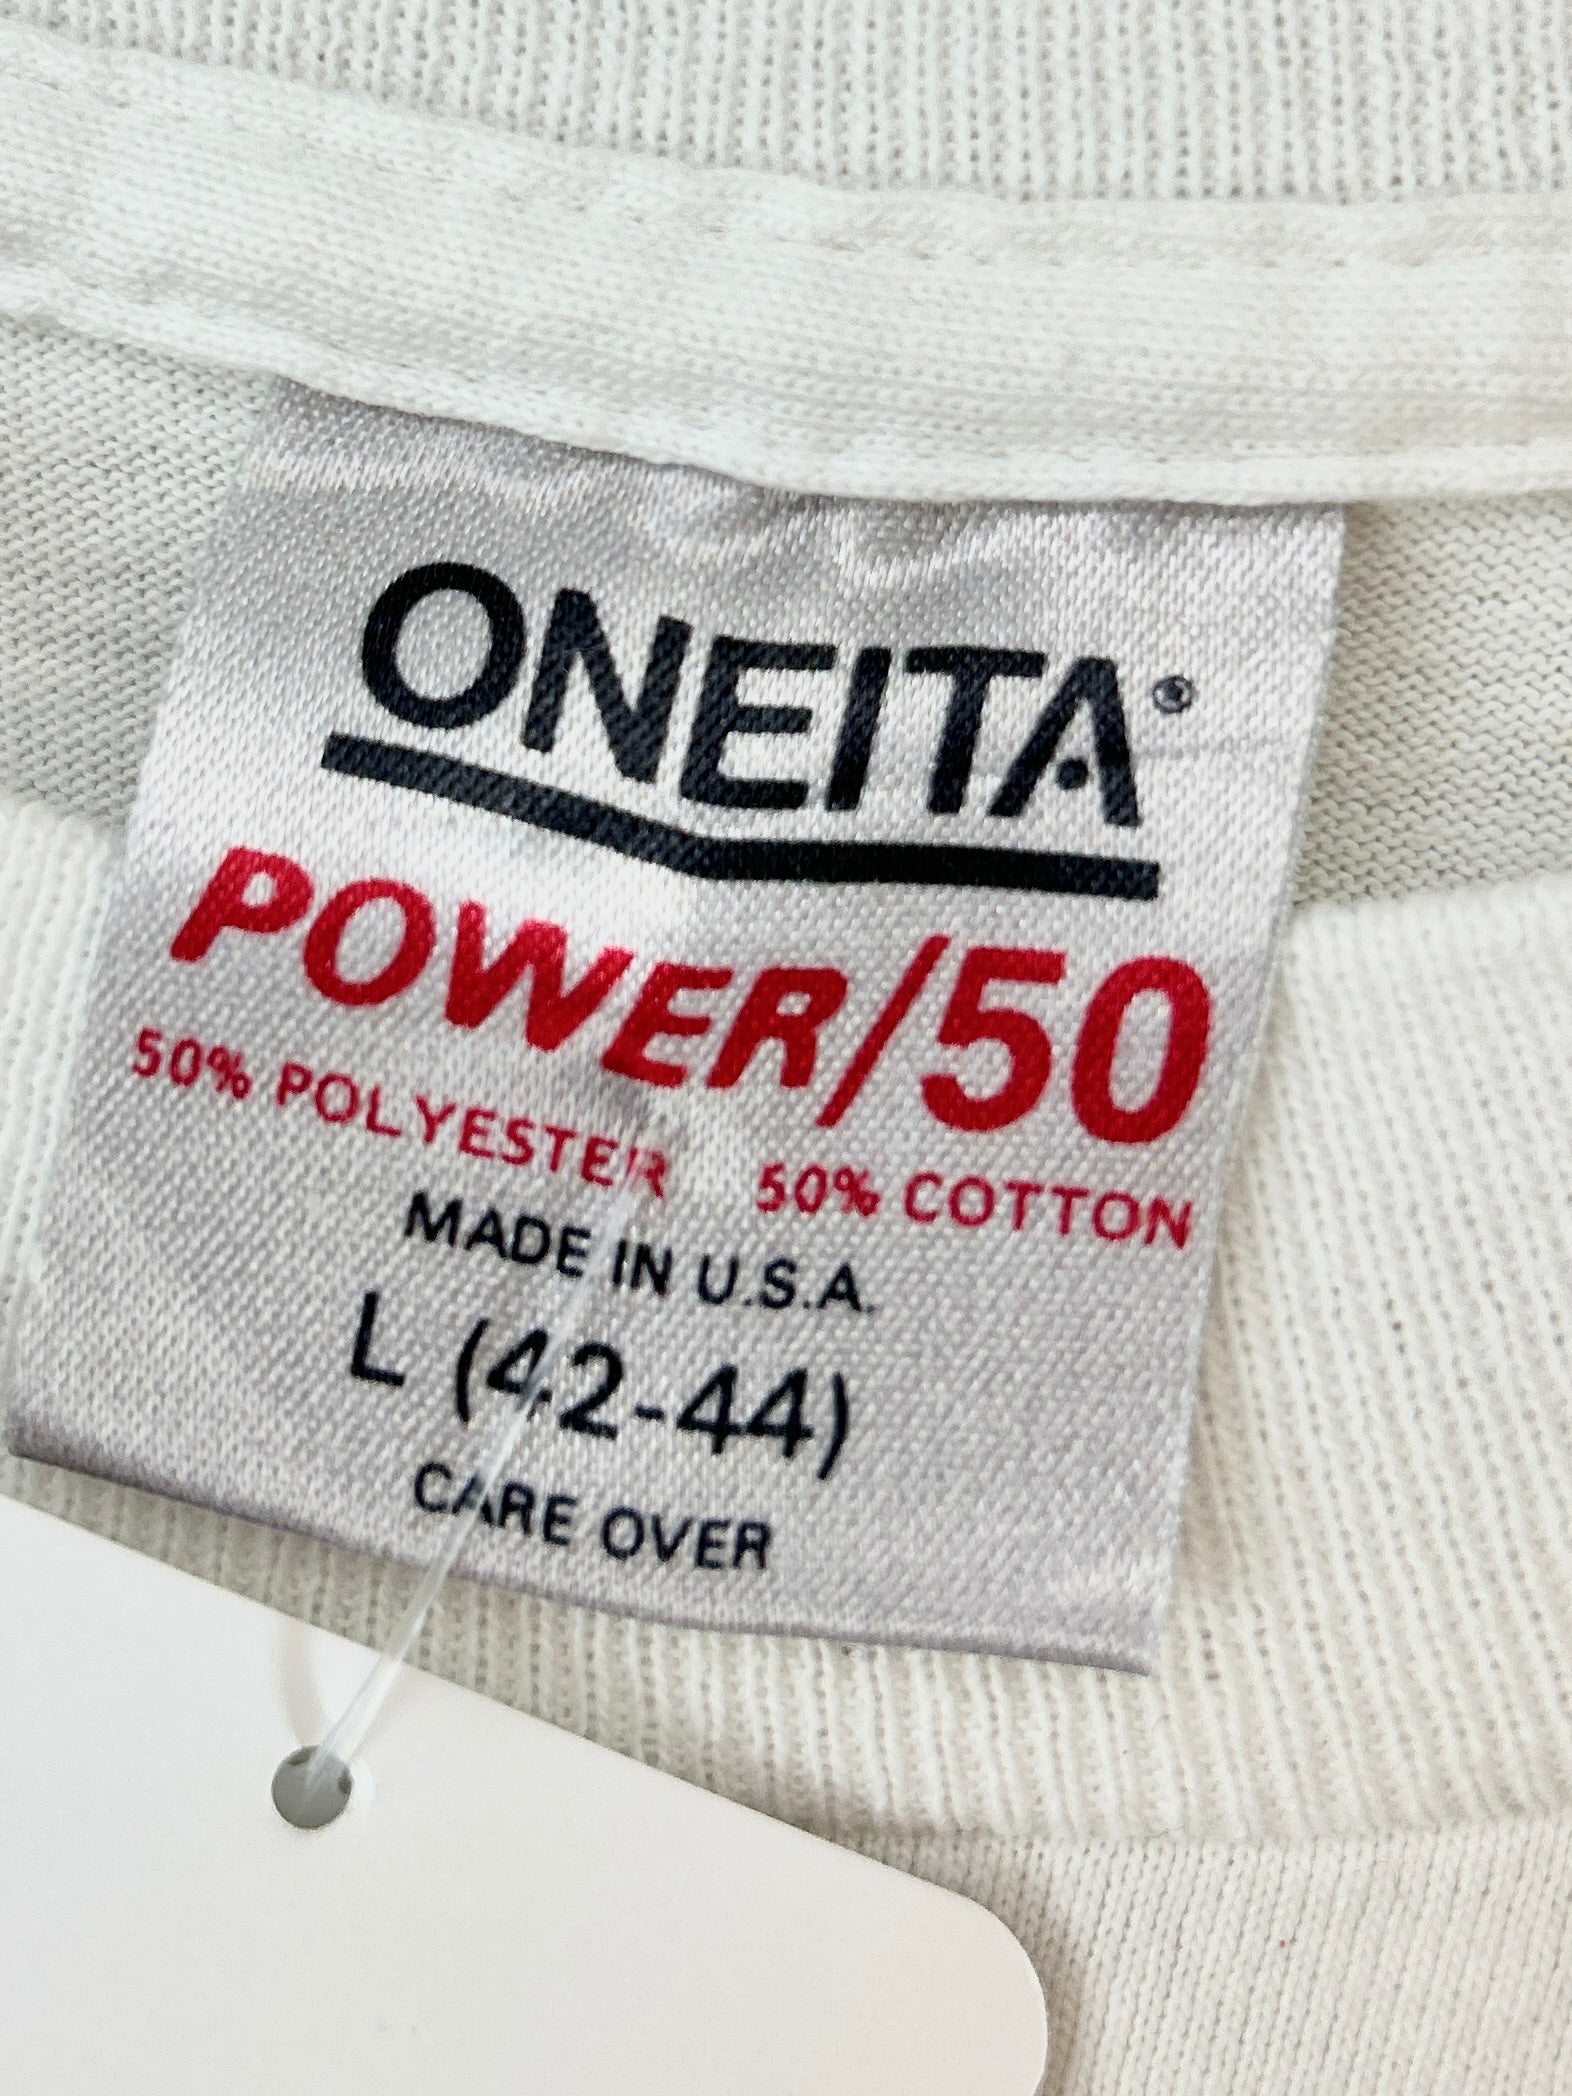 ONEITA®
POWER/50
50% POLYESTER 50% COTTON
MADE IN U.S.A.
L (42-44)
CARE OVER